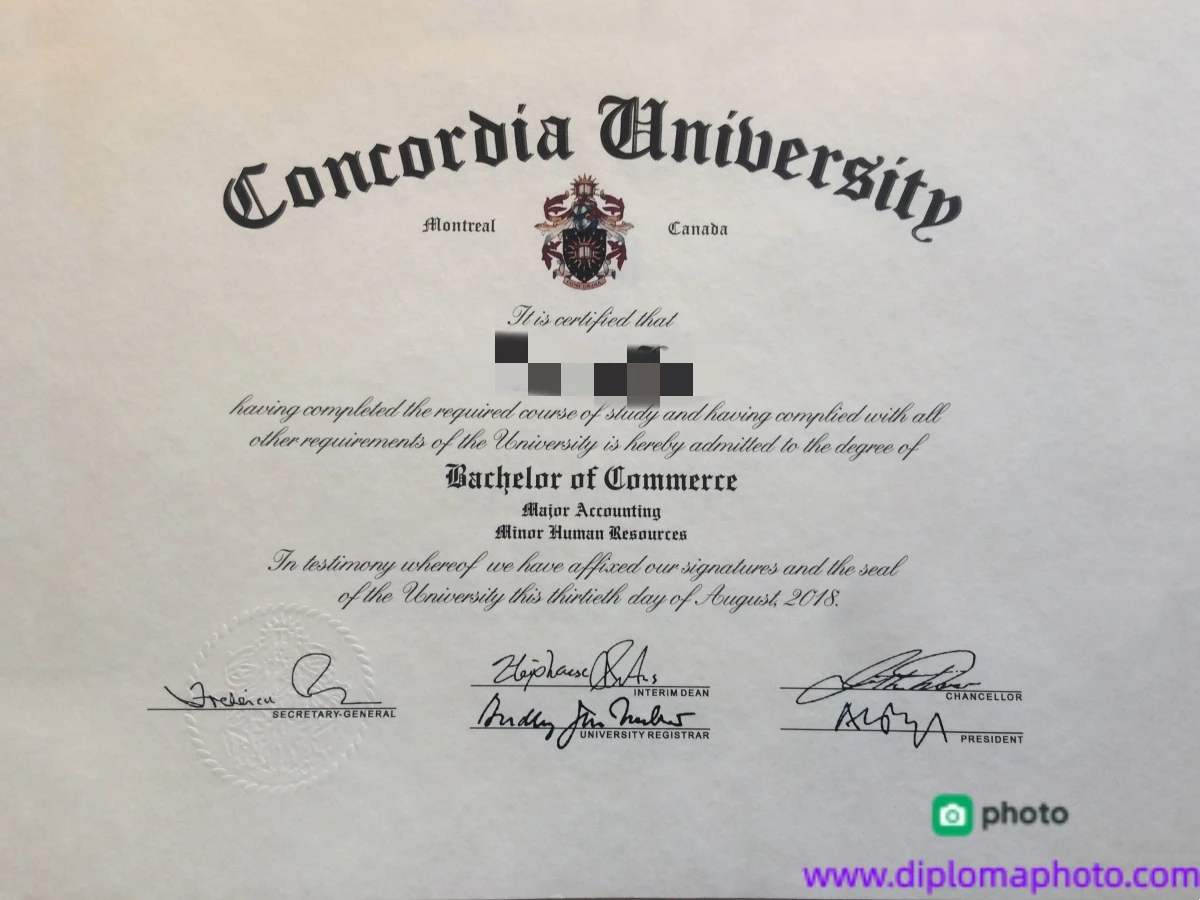 Concordia University
Montreal Canada
CONCORDIA
It is certified that
having completed the required course of study and having complied with all
other requirements of the University is hereby admitted to the degree of
Bachelor of Commerce
Major Accounting
Minor Human Resources
In testimony whereof we have affixed our signatures and the seal
of the University this thirtieth day of August, 2018.
SECRETARY-GENERAL
INTERIM DEAN
UNIVERSITY REGISTRAR
CHANCELLOR
PRESIDENT
photo
www.diplomaphoto.com